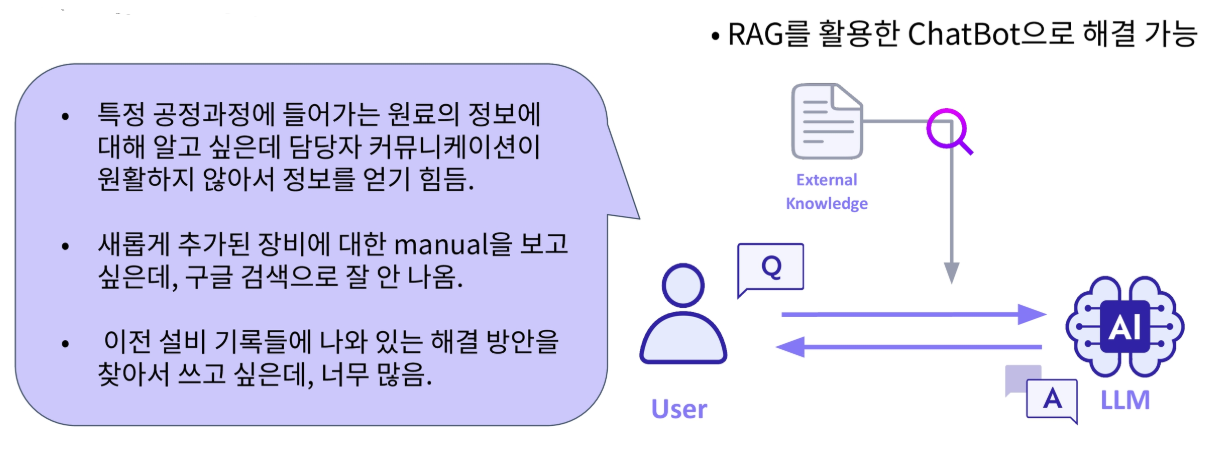 • RAG를 활용한 ChatBot으로 해결 가능
• 특정 공정과정에 들어가는 원료의 정보에
대해 알고 싶은데 담당자 커뮤니케이션이
원활하지 않아서 정보를 얻기 힘듬.
• 새롭게 추가된 장비에 대한 manual을 보고
싶은데, 구글 검색으로 잘 안 나옴.
• 이전 설비 기록들에 나와 있는 해결 방안을
찾아서 쓰고 싶은데, 너무 많음.
External
Knowledge
Q
User
AI
A
LLM